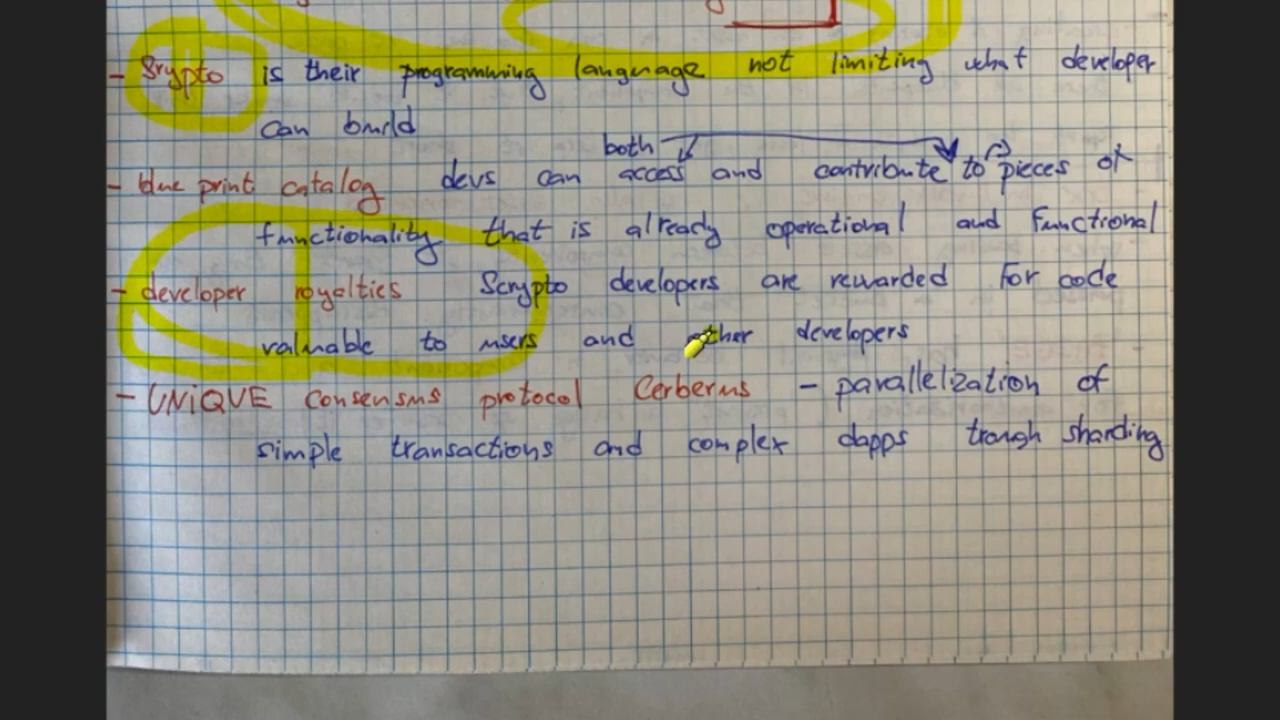 - Srypto is their programming language not limiting what developer
can build
both
- blue print catalog devs can access and contribute to pieces of
functionality that is already operational and functional
- developer royalties Scrypto developers are rewarded for code
valuable to users and other developers
- UNiQUE consensus protocol Cerberus - parallelization of
simple transactions and complex dapps trough sharding